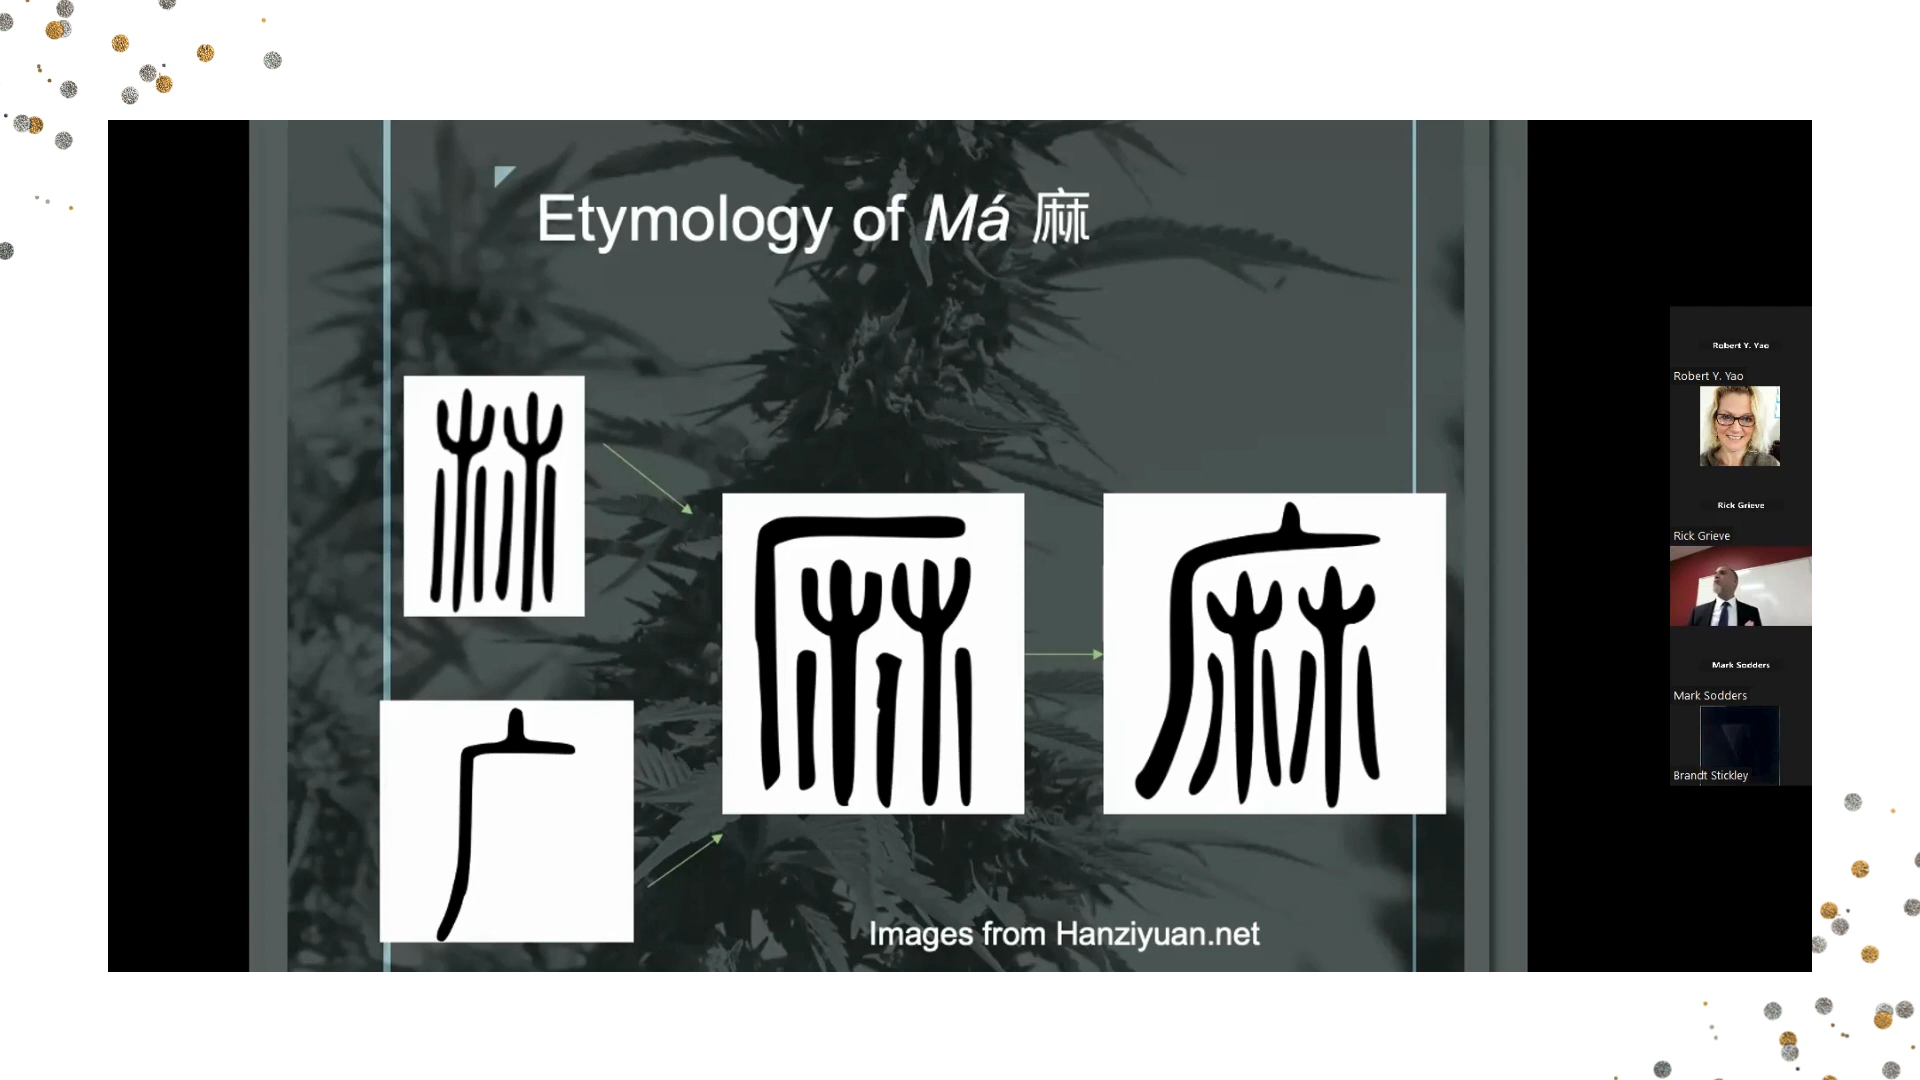 Etymology of Má 麻
Images from Hanziyuan.net
Robert Y. Yao
Robert Y. Yao
Rick Grieve
Rick Grieve
Mark Sodders
Mark Sodders
Brandt Stickley